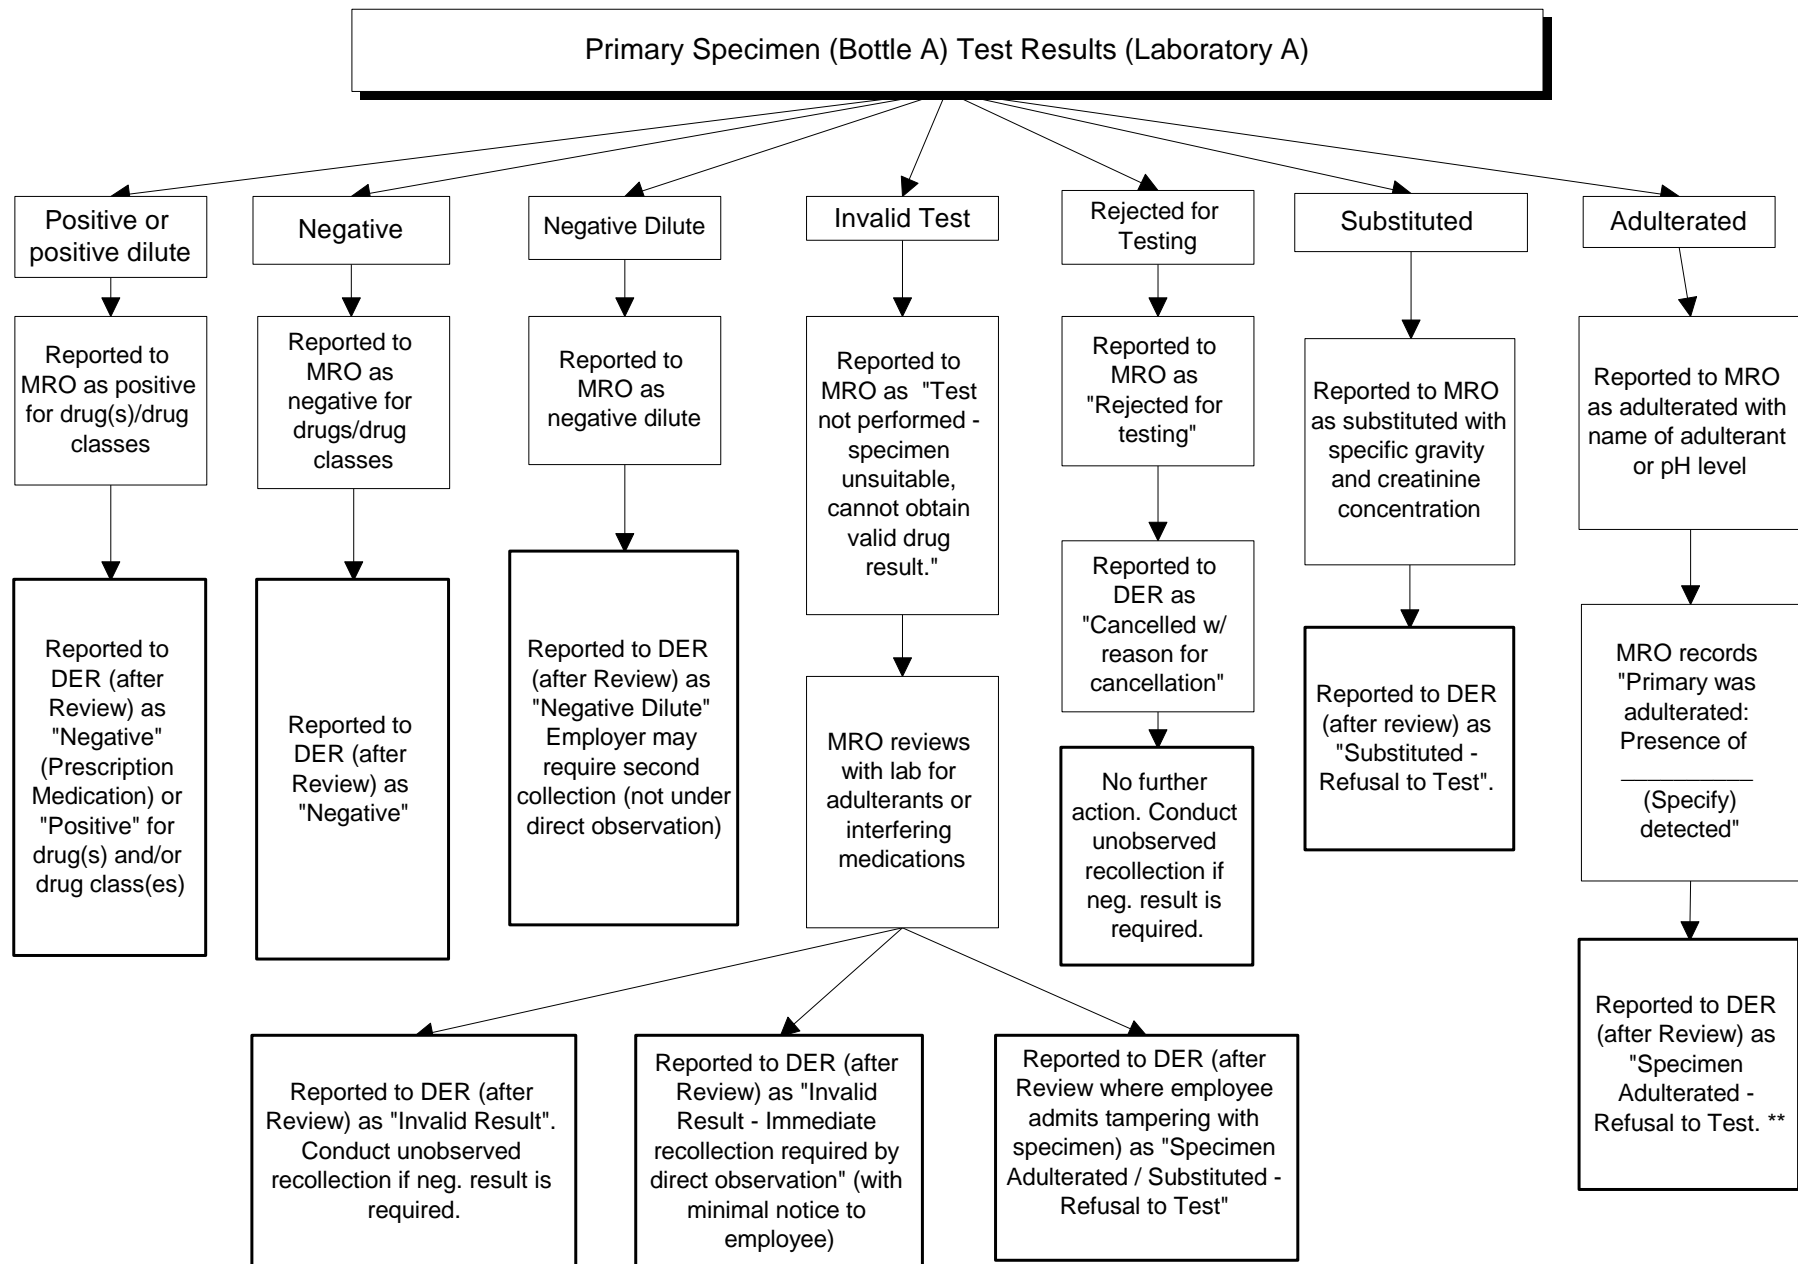 Primary Specimen (Bottle A) Test Results (Laboratory A)
Positive or
positive dilute
Negative
Negative Dilute
Invalid Test
Rejected for
Testing
Substituted
Adulterated
Reported to
MRO as positive
for drug(s)/drug
classes
Reported to
MRO as
negative for
drugs/drug
classes
Reported to
MRO as
negative dilute
Reported to
MRO as "Test
not performed -
specimen
unsuitable,
cannot obtain
valid drug
result."
Reported to
MRO as
"Rejected for
testing"
Reported to MRO
as substituted with
specific gravity
and creatinine
concentration
Reported to MRO
as adulterated with
name of adulterant
or pH level
Reported to
DER (after
Review) as
"Negative"
(Prescription
Medication) or
"Positive" for
drug(s) and/or
drug class(es)
Reported to
DER (after
Review) as
"Negative"
Reported to DER
(after Review) as
"Negative Dilute"
Employer may
require second
collection (not under
direct observation)
MRO reviews
with lab for
adulterants or
interfering
medications
Reported to
DER as
"Cancelled w/
reason for
cancellation"
No further
action. Conduct
unobserved
recollection if
neg. result is
required.
Reported to DER
(after review) as
"Substituted -
Refusal to Test".
MRO records
"Primary was
adulterated:
Presence of
__________
(Specify)
detected"
Reported to DER (after
Review) as "Invalid Result".
Conduct unobserved
recollection if neg. result is
required.
Reported to DER (after
Review) as "Invalid
Result - Immediate
recollection required by
direct observation" (with
minimal notice to
employee)
Reported to DER (after
Review where employee
admits tampering with
specimen) as "Specimen
Adulterated / Substituted -
Refusal to Test"
Reported to DER
(after Review) as
"Specimen
Adulterated -
Refusal to Test. **